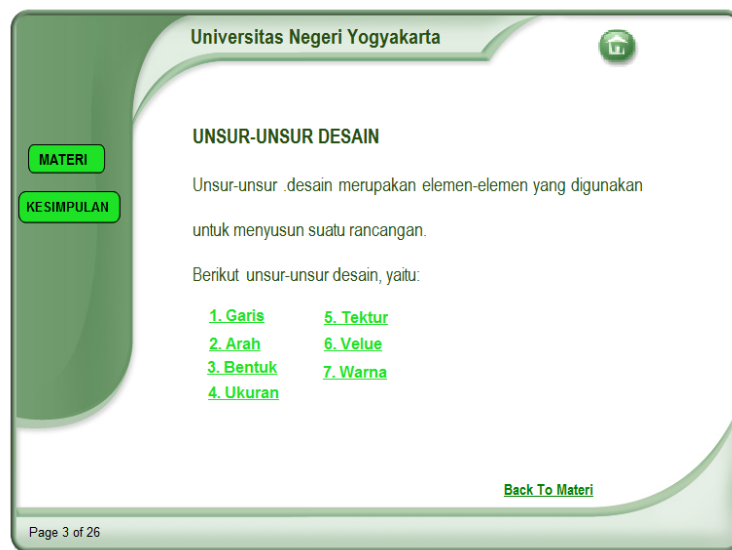 Universitas Negeri Yogyakarta
MATERI
KESIMPULAN
UNSUR-UNSUR DESAIN
Unsur-unsur .desain merupakan elemen-elemen yang digunakan
untuk menyusun suatu rancangan.
Berikut unsur-unsur desain, yaitu:
1. Garis
2. Arah
3. Bentuk
4. Ukuran
5. Tektur
6. Velue
7. Warna
Back To Materi
Page 3 of 26